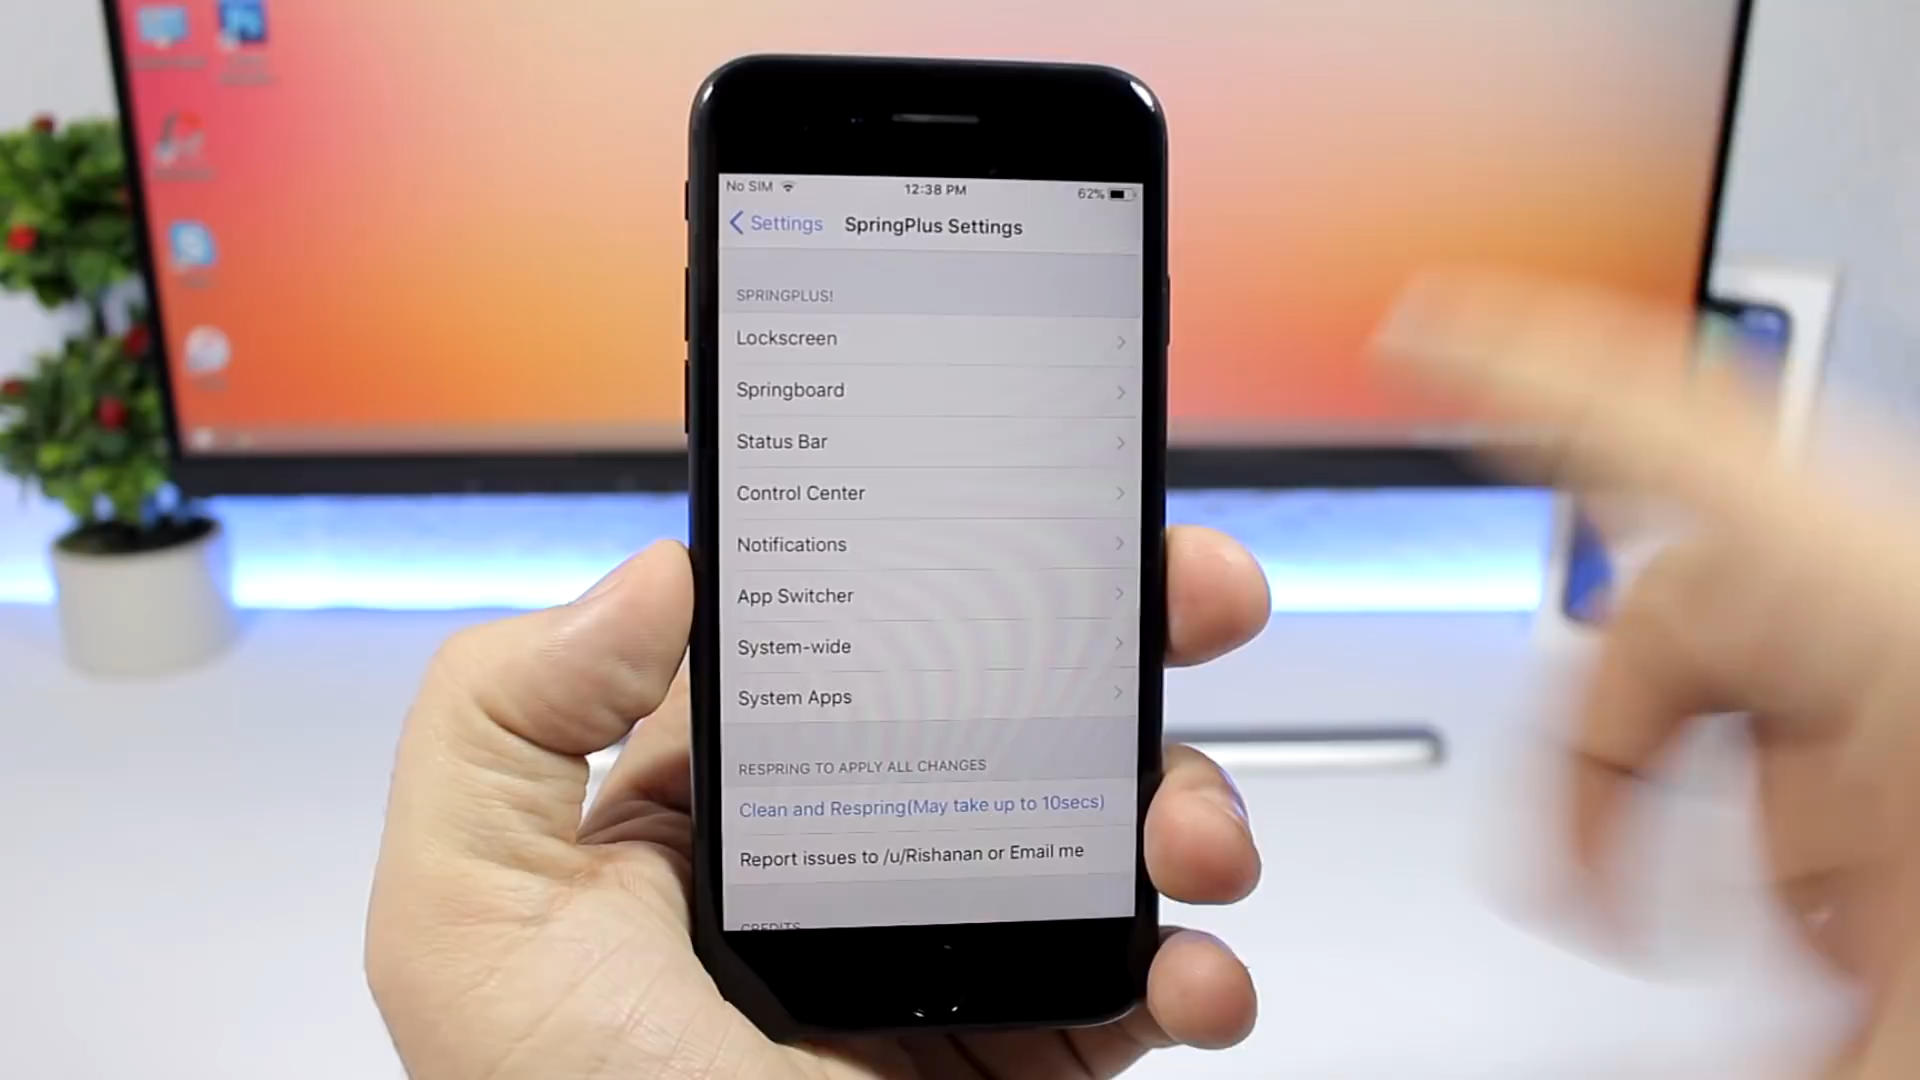 No SIM
12:38 PM
62%
Settings
SpringPlus Settings
SPRINGPLUS!
Lockscreen
Springboard
Status Bar
Control Center
Notifications
App Switcher
System-wide
System Apps
RESPRING TO APPLY ALL CHANGES
Clean and Respring(May take up to 10secs)
Report issues to /u/Rishanan or Email me
CREDITS